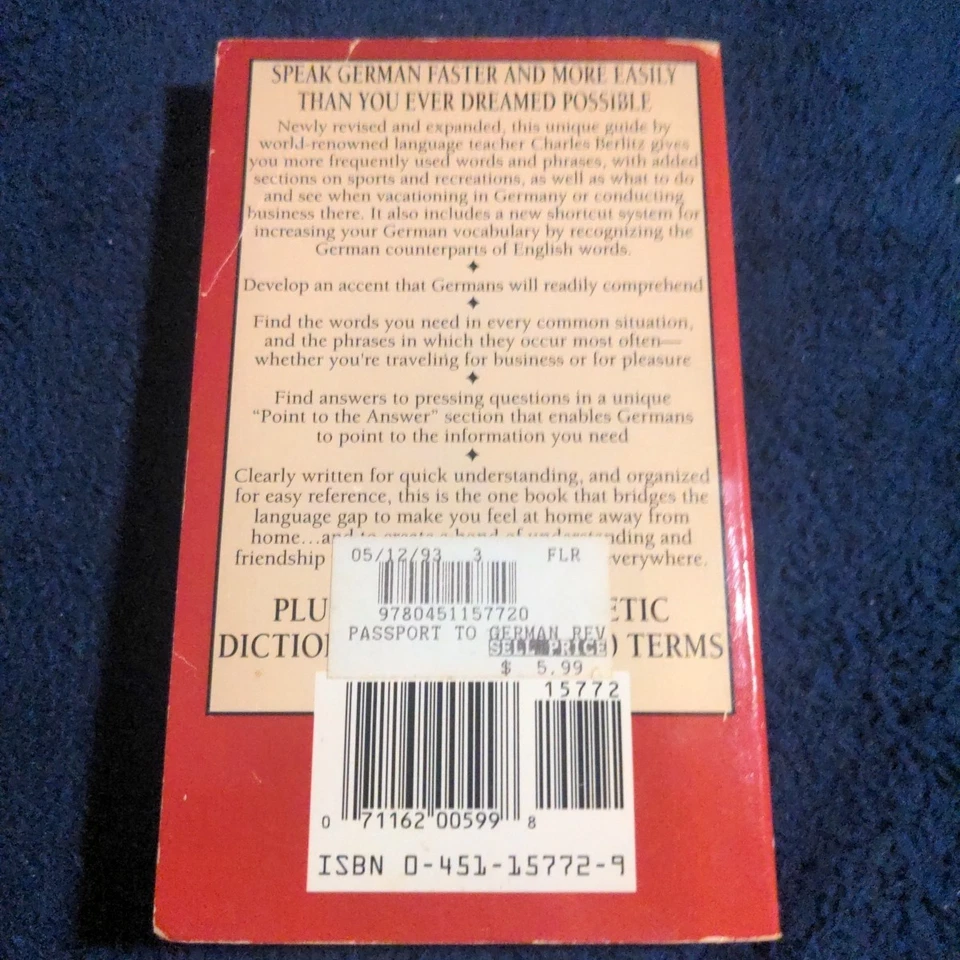 SPEAK GERMAN FASTER AND MORE EASILY
THAN YOU EVER DREAMED POSSIBLE
Newly revised and expanded, this unique guide by
world-renowned language teacher Charles Berlitz gives
you more frequently used words and phrases, with added
sections on sports and recreations, as well as what to do
and see when vacationing in Germany or conducting
business there. It also includes a new shortcut system for
increasing your German vocabulary by recognizing the
German counterparts of English words.
Develop an accent that Germans will readily comprehend
Find the words you need in every common situation,
and the phrases in which they occur most often—
whether you're traveling for business or for pleasure
Find answers to pressing questions in a unique
“Point to the Answer” section that enables Germans
to point to the information you need
Clearly written for quick understanding, and organized
for easy reference, this is the one book that bridges the
language gap to make you feel at home away from
home...and to create a bond of understanding and
friendship everywhere.
05/12/93 3 FLR
9780451157720
PASSPORT TO GERMAN REV
SELL PRICE
$ 5.99
TERMS
15772
0 71162 00599 8
ISBN 0-451-15772-9